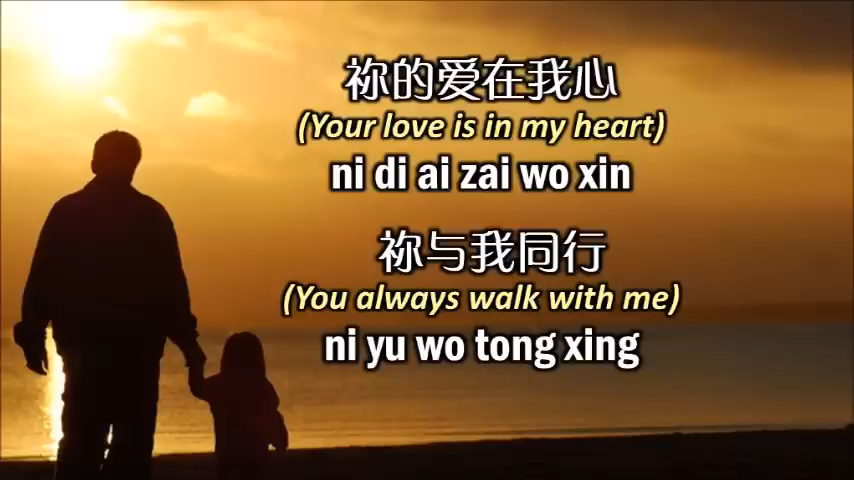 祢的爱在我心
(Your love is in my heart)
ni di ai zai wo xin
祢与我同行
(You always walk with me)
ni yu wo tong xing